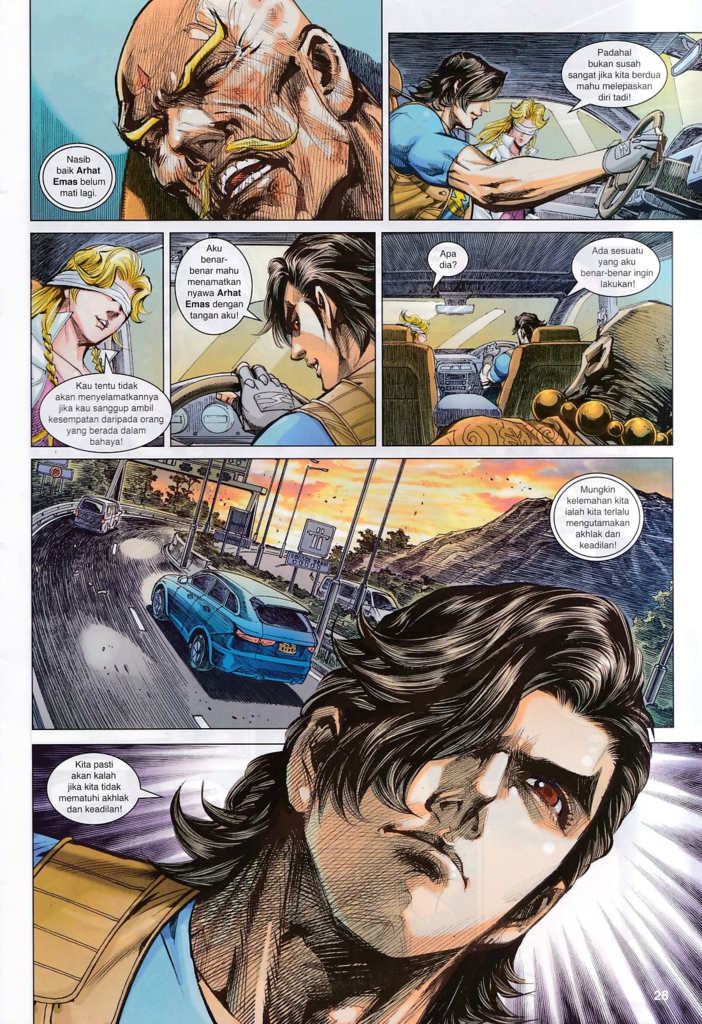 Nasib
baik Arhat
Emas belum
mati lagi.
Padahal
bukan susah
sangat jika kita berdua
mahu melepaskan
diri tadi!
Kau tentu tidak
akan menyelamatkannya
jika kau sanggup ambil
kesempatan daripada orang
yang berada dalam
bahaya!
Aku
benar-
benar mahu
menamatkan
nyawa Arhat
Emas dengan
tangan aku!
Apa
dia?
Ada sesuatu
yang aku
benar-benar ingin
lakukan!
Mungkin
kelemahan kita
ialah kita terlalu
mengutamakan
akhlak dan
keadilan!
Kita pasti
akan kalah
jika kita tidak
mematuhi akhlak
dan keadilan!
28